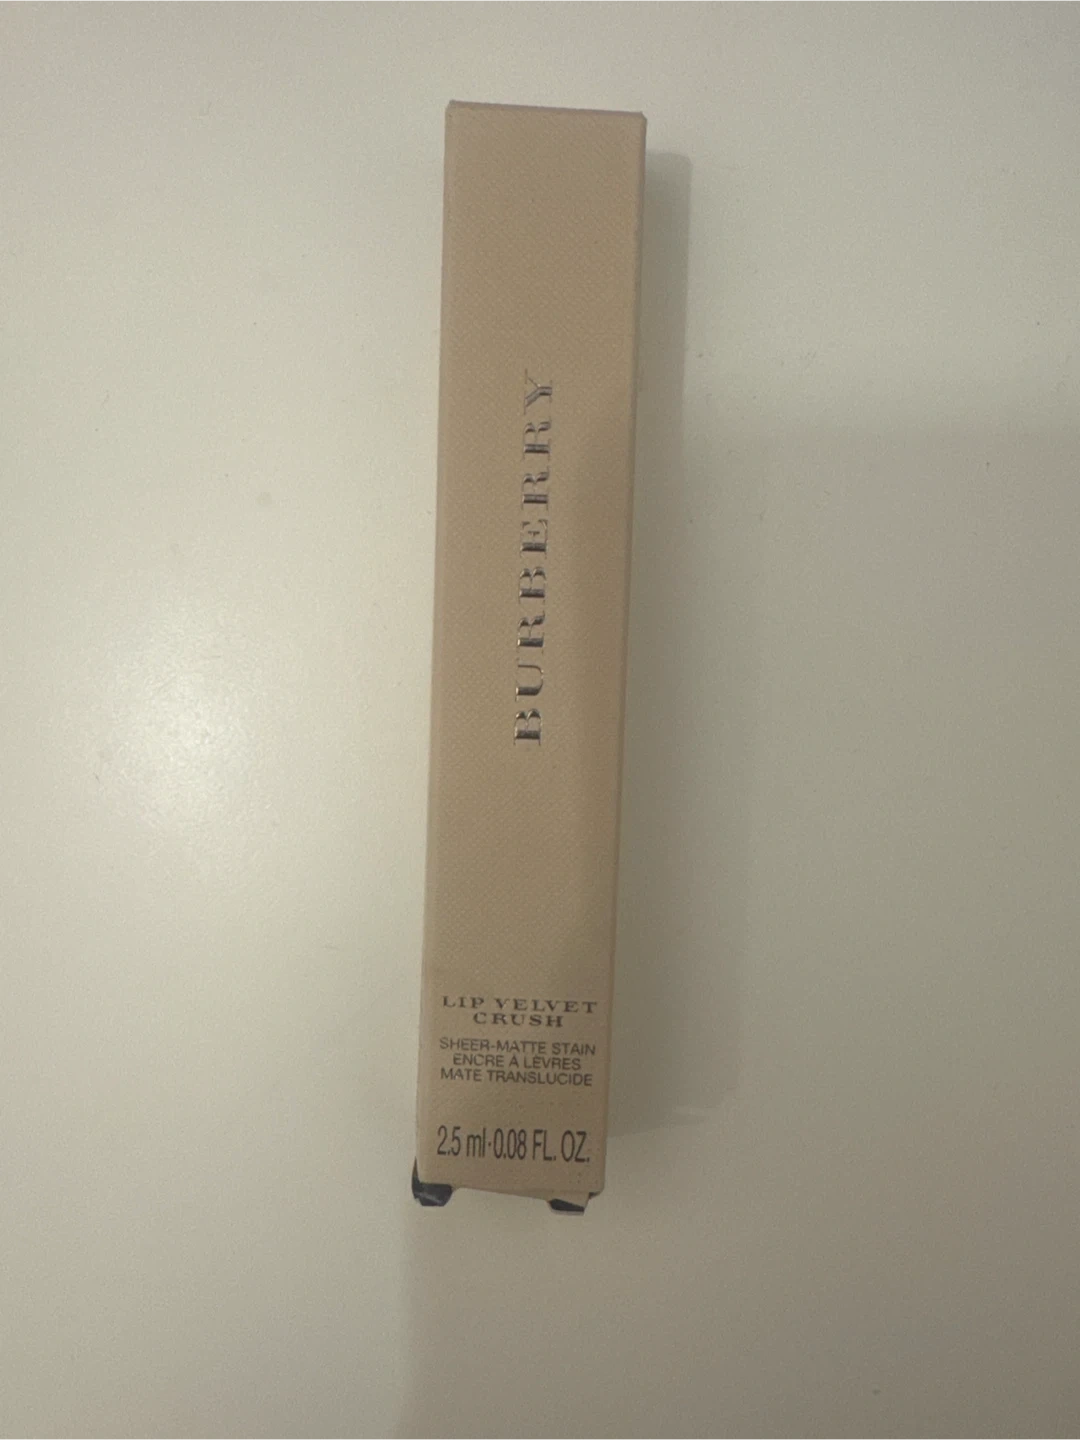 BURBERRY
LIP VELVET
CRUSH
SHEER-MATTE STAIN
ENCRE À LÈVRES
MATE TRANSLUCIDE
2.5 ml·0.08 FL. OZ.